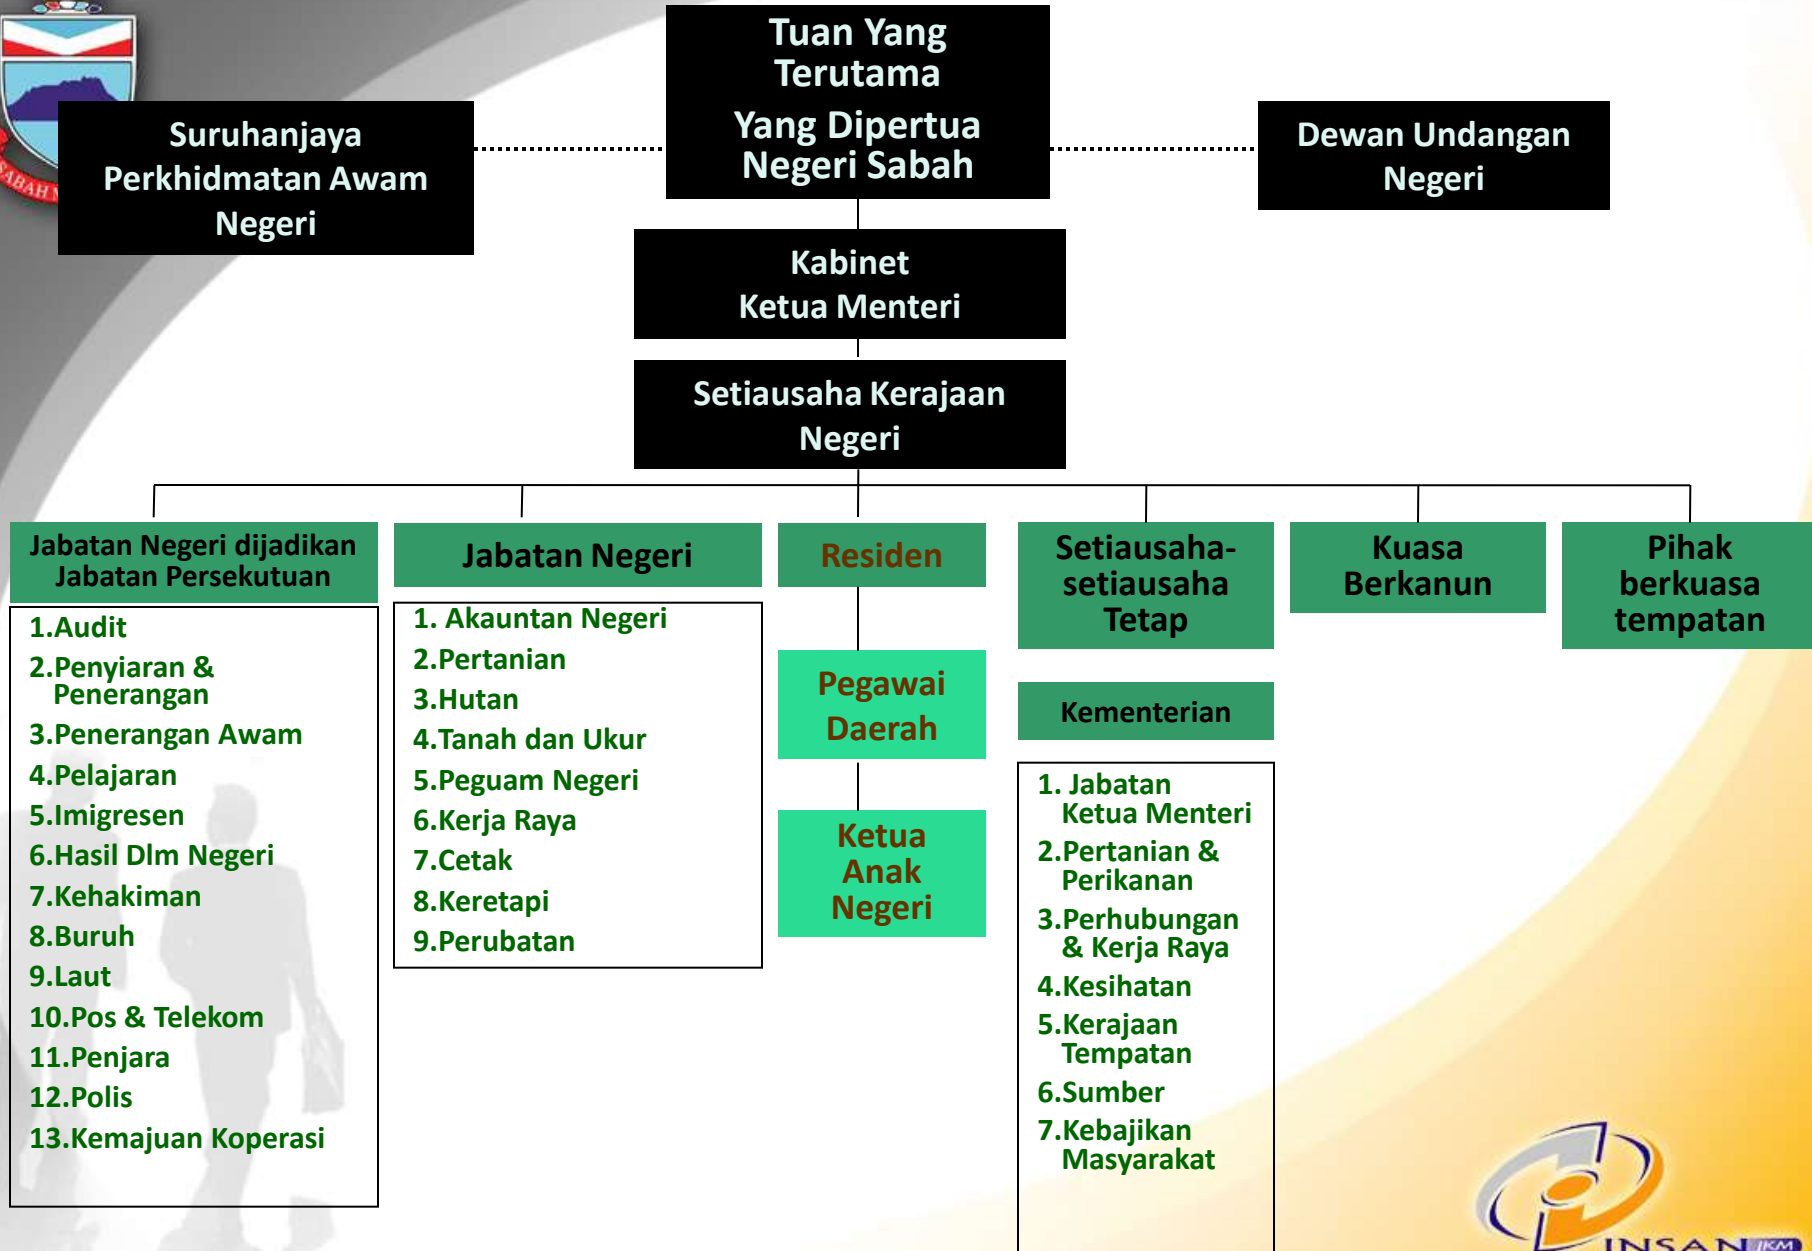 Tuan Yang
Terutama
Yang Dipertua
Negeri Sabah
Suruhanjaya
Perkhidmatan Awam
Negeri
Dewan Undangan
Negeri
SABAH
Kabinet
Ketua Menteri
Setiausaha Kerajaan
Negeri
Jabatan Negeri dijadikan
Jabatan Persekutuan
1.Audit
2.Penyiaran &
Penerangan
3.Penerangan Awam
4.Pelajaran
5.Imigresen
6.Hasil Dlm Negeri
7.Kehakiman
8.Buruh
9.Laut
10.Pos & Telekom
11.Penjara
12.Polis
13.Kemajuan Koperasi
Jabatan Negeri
1. Akauntan Negeri
2.Pertanian
3.Hutan
4.Tanah dan Ukur
5.Peguam Negeri
6.Kerja Raya
7.Cetak
8.Keretapi
9.Perubatan
Residen
Pegawai
Daerah
Ketua
Anak
Negeri
Setiausaha-
setiausaha
Tetap
Kementerian
1. Jabatan
Ketua Menteri
2.Pertanian &
Perikanan
3.Perhubungan
& Kerja Raya
4.Kesihatan
5.Kerajaan
Tempatan
6.Sumber
7.Kebajikan
Masyarakat
Kuasa
Berkanun
Pihak
berkuasa
tempatan
INSAN JKM